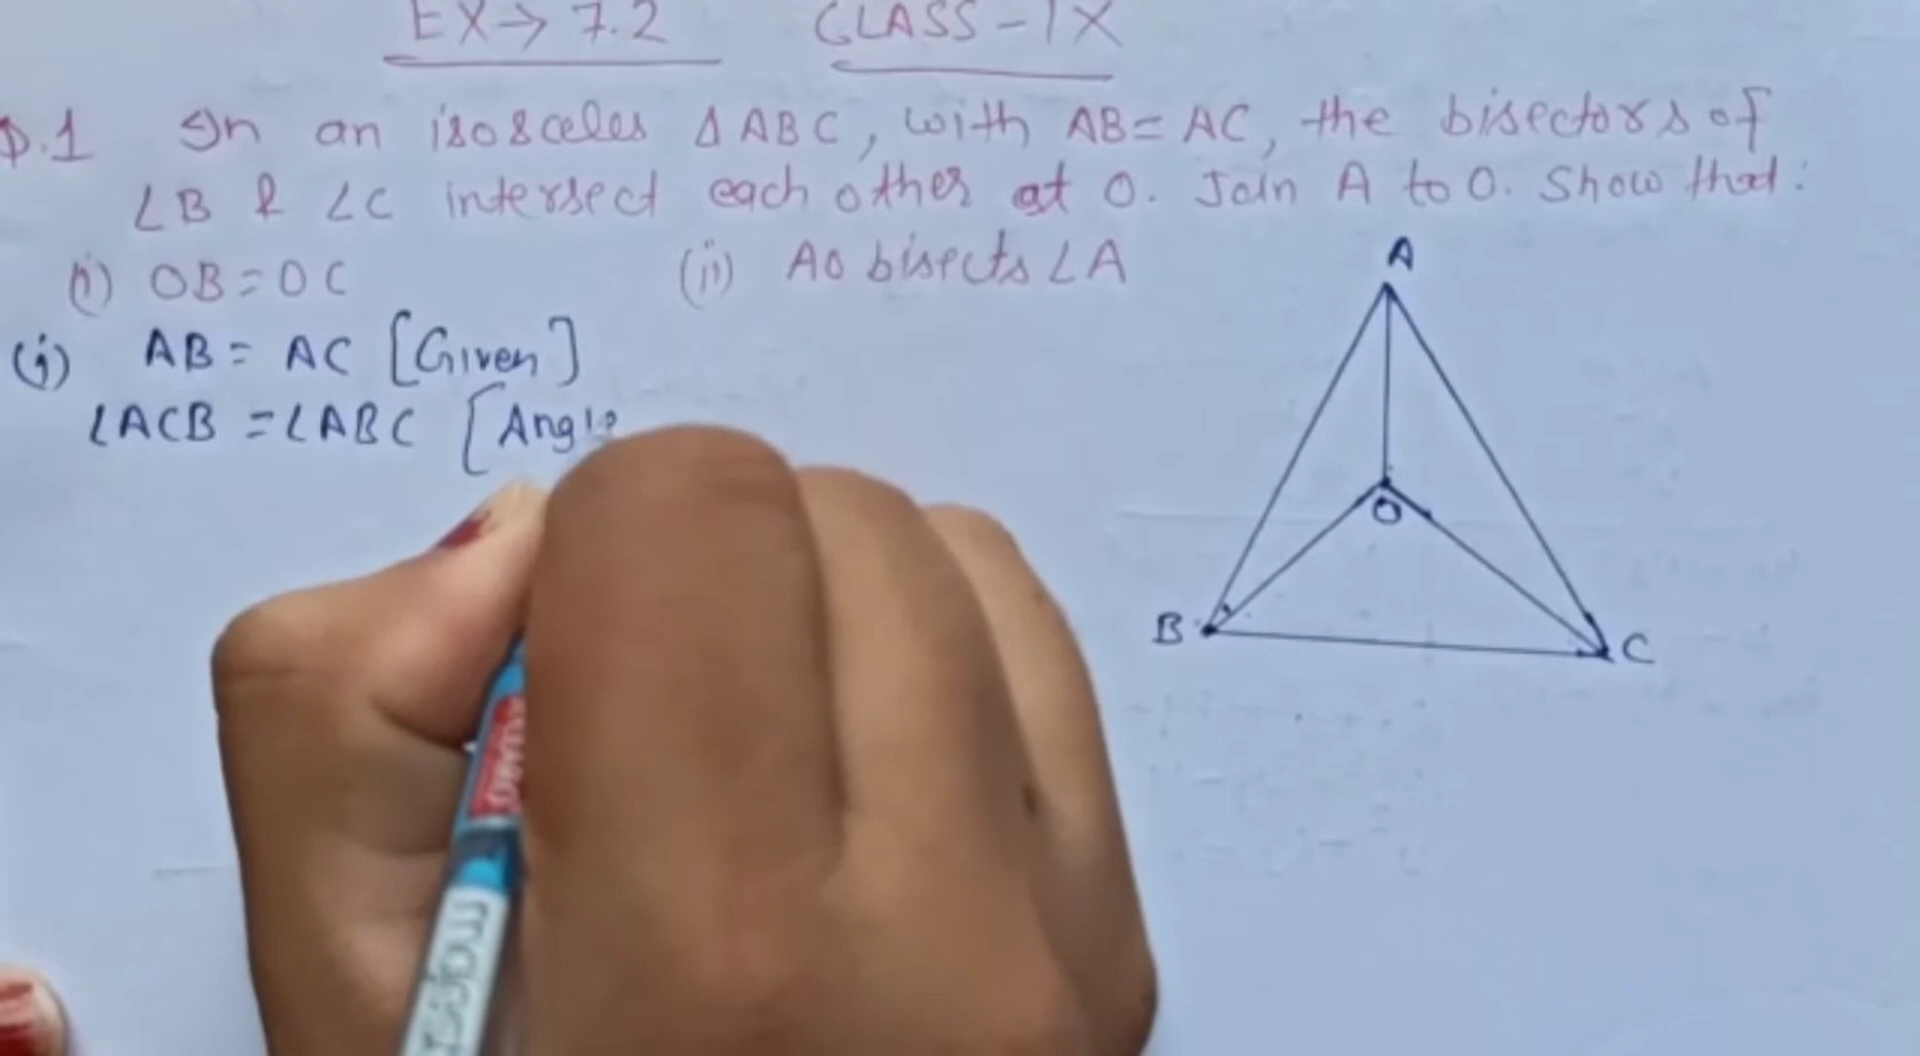 EX→ 7.2 CLASS-IX
Q.1 In an isosceles ΔABC, with AB=AC, the bisectors of
∠B & ∠C intersect each other at O. Join A to O. Show that:
(i) OB=OC (ii) AO bisects ∠A
(i) AB= AC [Given]
∠ACB =∠ABC [Angle
A
O
B
C